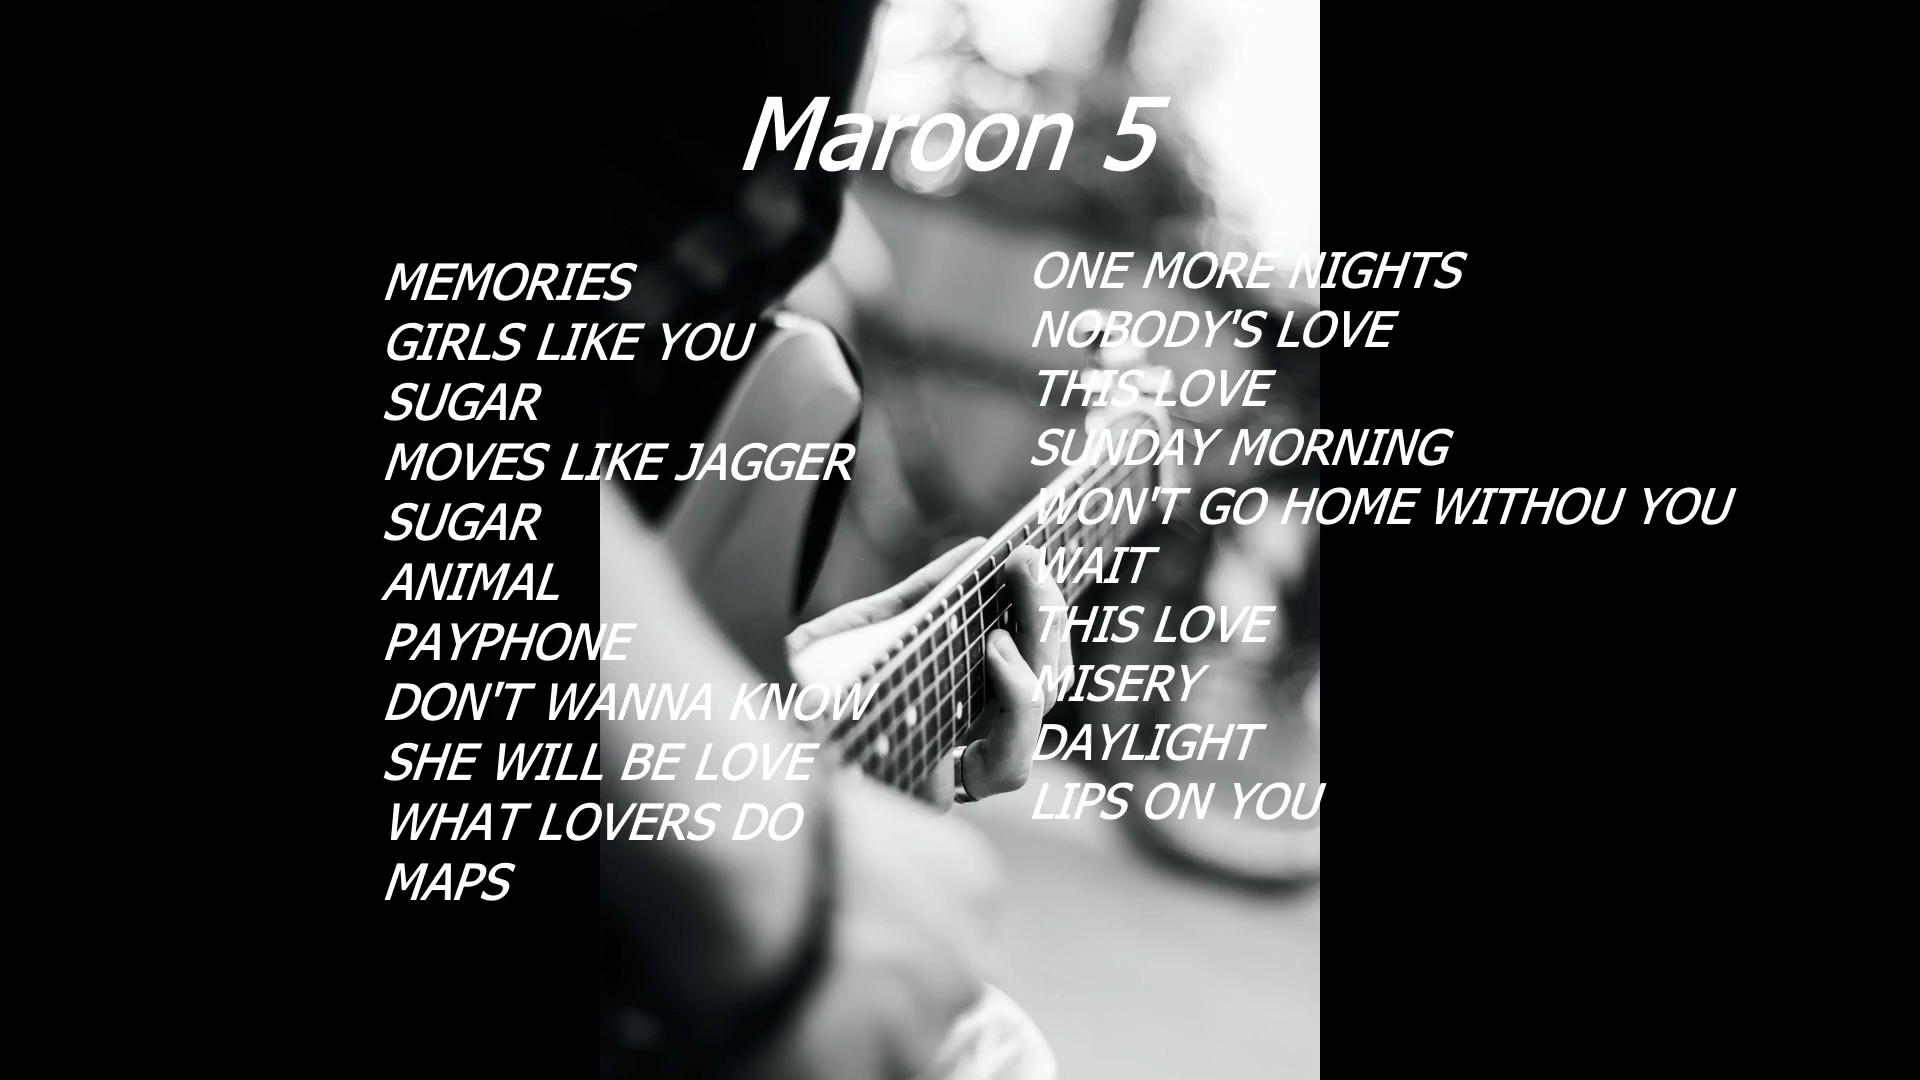 Maroon 5
MEMORIES
GIRLS LIKE YOU
SUGAR
MOVES LIKE JAGGER
SUGAR
ANIMAL
PAYPHONE
DON'T WANNA KNOW
SHE WILL BE LOVE
WHAT LOVERS DO
MAPS
ONE MORE NIGHTS
NOBODY'S LOVE
THIS LOVE
SUNDAY MORNING
WON'T GO HOME WITHOU YOU
WAIT
THIS LOVE
MISERY
DAYLIGHT
LIPS ON YOU